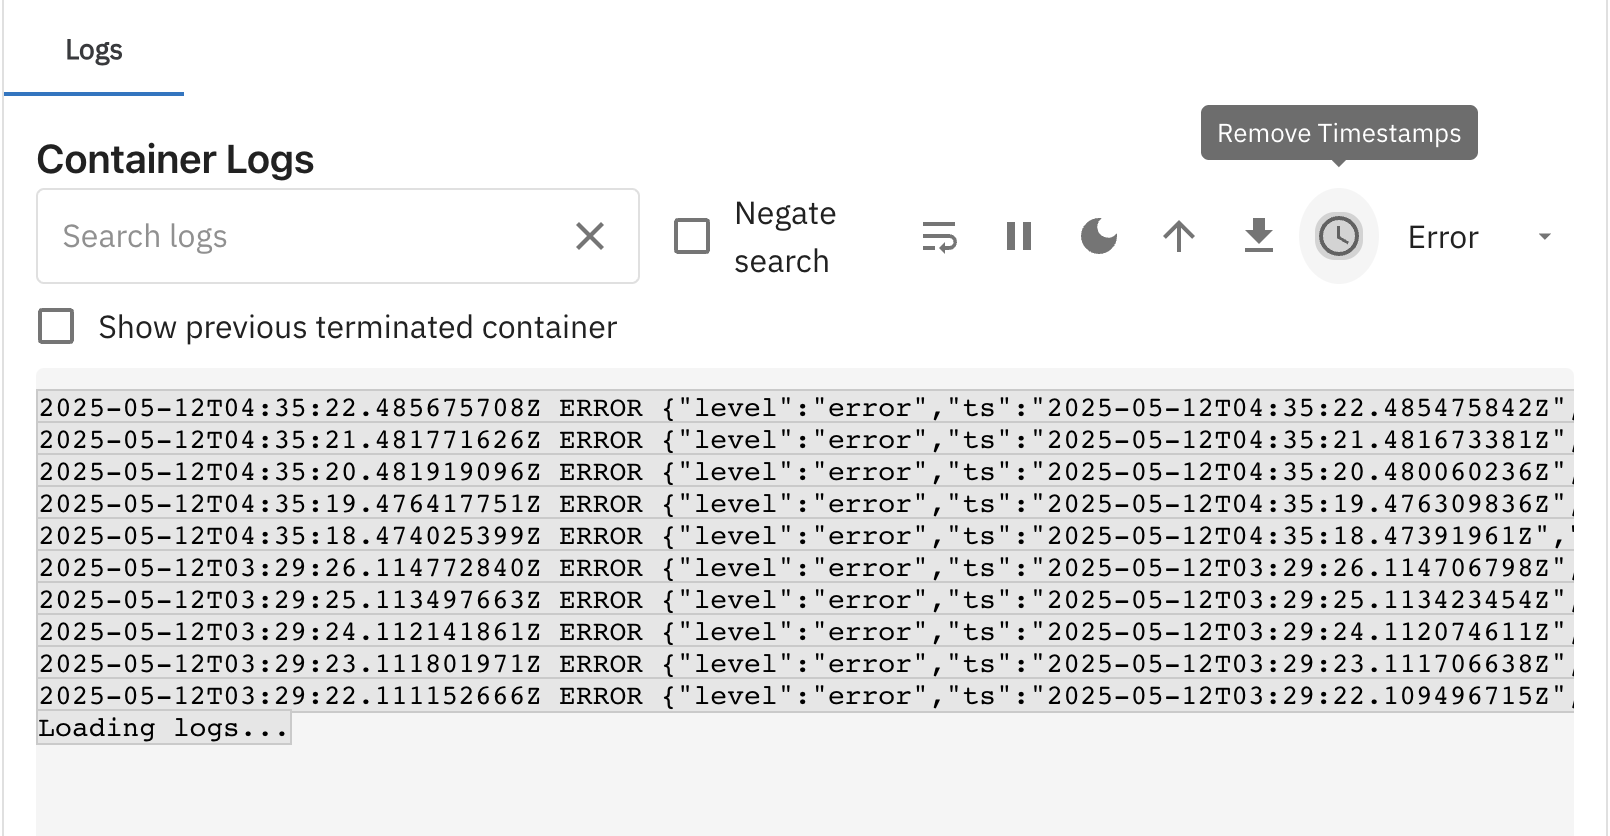 Logs
Remove Timestamps
Container Logs
Search logs
Negate
search
Error
Show previous terminated container
2025-05-12T04:35:22.485675708Z ERROR {"level":"error","ts":"2025-05-12T04:35:22.485475842Z",
2025-05-12T04:35:21.481771626Z ERROR {"level":"error","ts":"2025-05-12T04:35:21.481673381Z",
2025-05-12T04:35:20.481919096Z ERROR {"level":"error","ts":"2025-05-12T04:35:20.480060236Z",
2025-05-12T04:35:19.476417751Z ERROR {"level":"error","ts":"2025-05-12T04:35:19.476309836Z",
2025-05-12T04:35:18.474025399Z ERROR {"level":"error","ts":"2025-05-12T04:35:18.47391961Z","
2025-05-12T03:29:26.114772840Z ERROR {"level":"error","ts":"2025-05-12T03:29:26.114706798Z",
2025-05-12T03:29:25.113497663Z ERROR {"level":"error","ts":"2025-05-12T03:29:25.113423454Z",
2025-05-12T03:29:24.112141861Z ERROR {"level":"error","ts":"2025-05-12T03:29:24.112074611Z",
2025-05-12T03:29:23.111801971Z ERROR {"level":"error","ts":"2025-05-12T03:29:23.111706638Z",
2025-05-12T03:29:22.111152666Z ERROR {"level":"error","ts":"2025-05-12T03:29:22.109496715Z",
Loading logs...